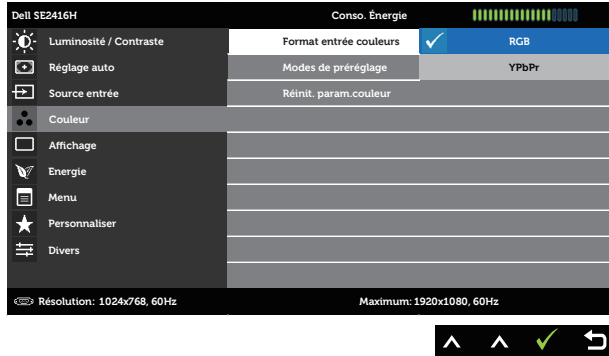 Dell SE2416H Conso. Énergie
Luminosité / Contraste Format entrée couleurs RGB
Réglage auto Modes de préréglage YPbPr
Source entrée Réinit. param.couleur
Couleur
Affichage
Energie
Menu
Personnaliser
Divers
Résolution: 1024x768, 60Hz Maximum: 1920x1080, 60Hz